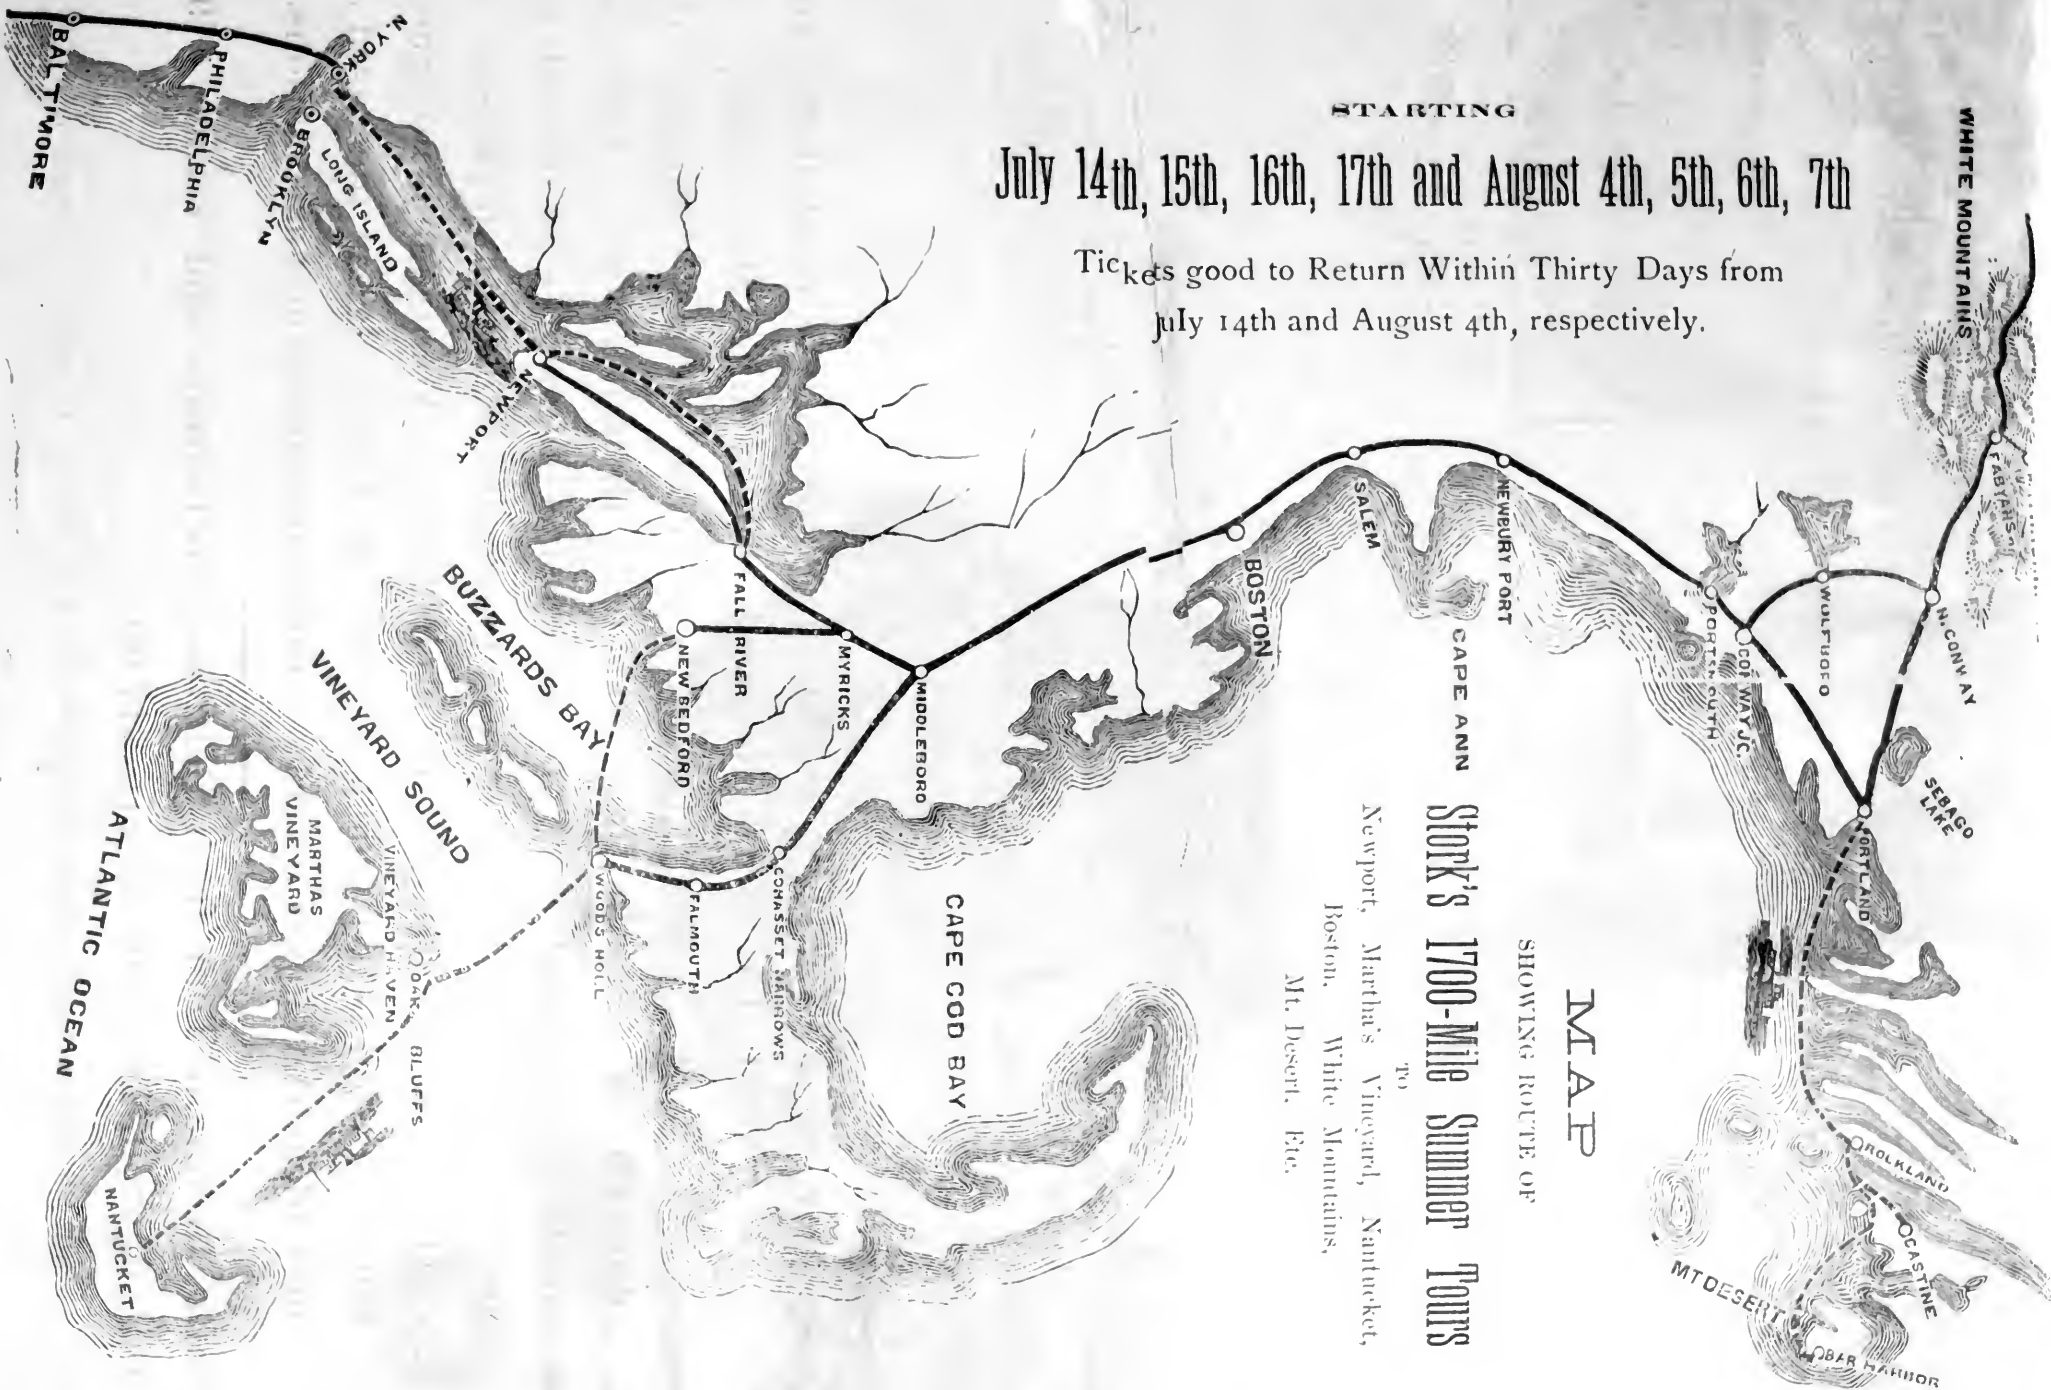 STARTING
July 14th, 15th, 16th, 17th and August 4th, 5th, 6th, 7th
Tickets good to Return Within Thirty Days from
July 14th and August 4th, respectively.
MAP
SHOWING ROUTE OF
Stork's 1700-Mile Summer Tours
TO
Newport, Martha's Vineyard, Nantucket,
Boston, White Mountains,
Mt. Desert, Etc.
BALTIMORE
PHILADELPHIA
N. YORK
BROOKLYN
LONG ISLAND
NEWPORT
FALL RIVER
NEW BEDFORD
MYRICKS
MIDDLEBORO
BUZZARDS BAY
VINEYARD SOUND
ATLANTIC OCEAN
MARTHAS
VINEYARD
VINEYARD HAVEN
OAK BLUFFS
NANTUCKET
WOODS HOLL
FALMOUTH
COHASSET NARROWS
CAPE COD BAY
BOSTON
SALEM
CAPE ANN
NEWBURY PORT
PORTSMOUTH
CONWAY JC.
WOLFBORO
N. CONWAY
FABYAHS
WHITE MOUNTAINS
SEBAGO
LAKE
PORTLAND
ROCKLAND
CASTINE
MT DESERT
BAR HARBOR